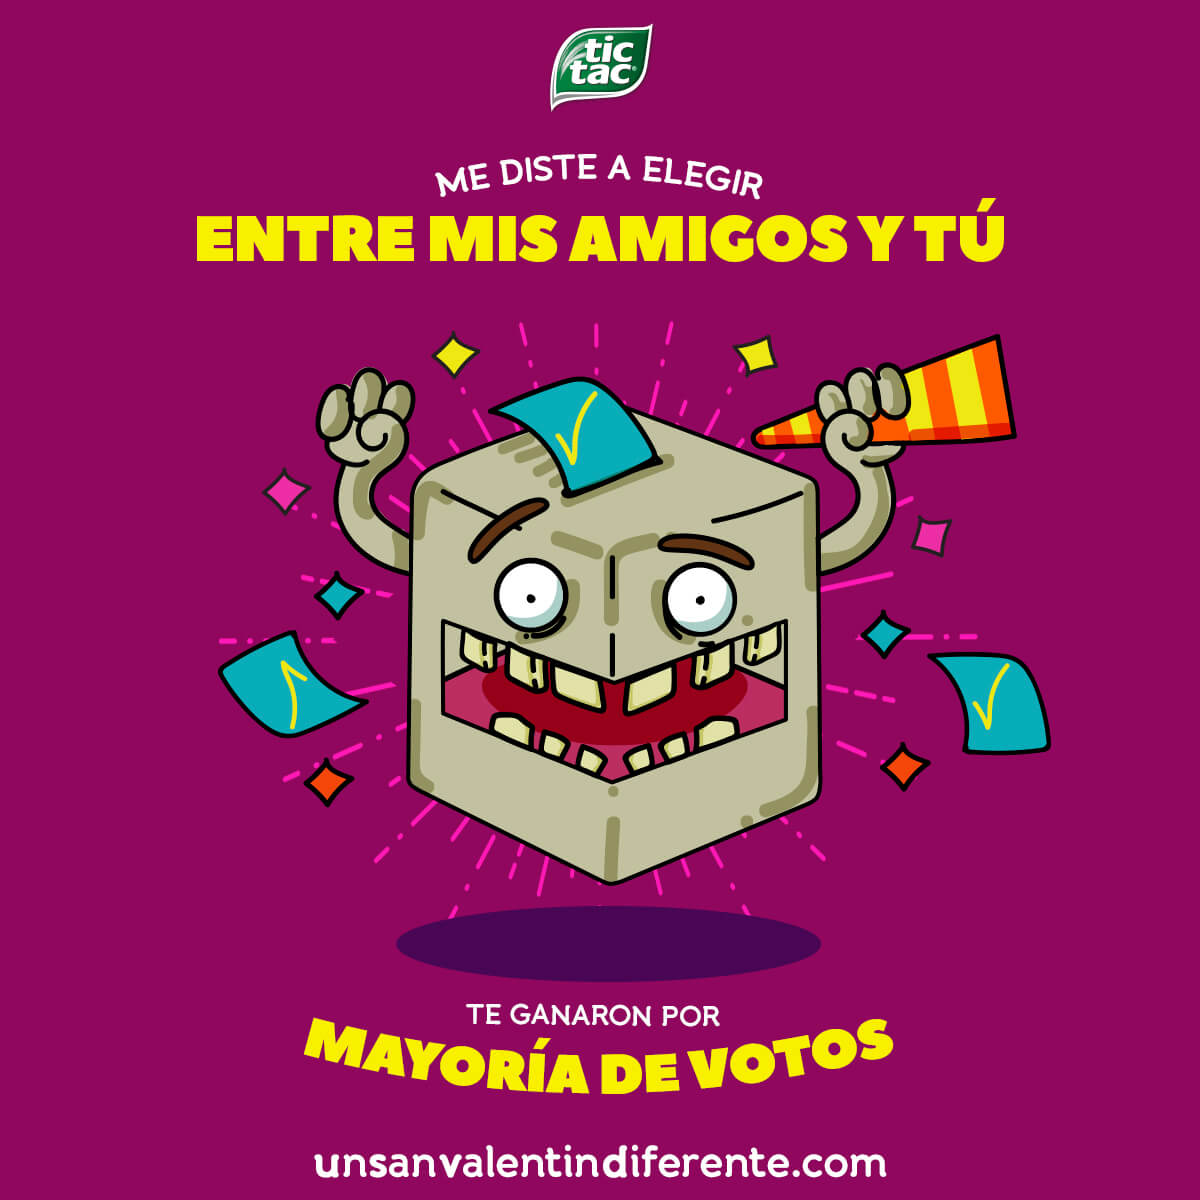 tic
tac
ME DISTE A ELEGIR
ENTRE MIS AMIGOS Y TÚ
TE GANARON POR
MAYORÍA DE VOTOS
unsanvalentindiferente.com